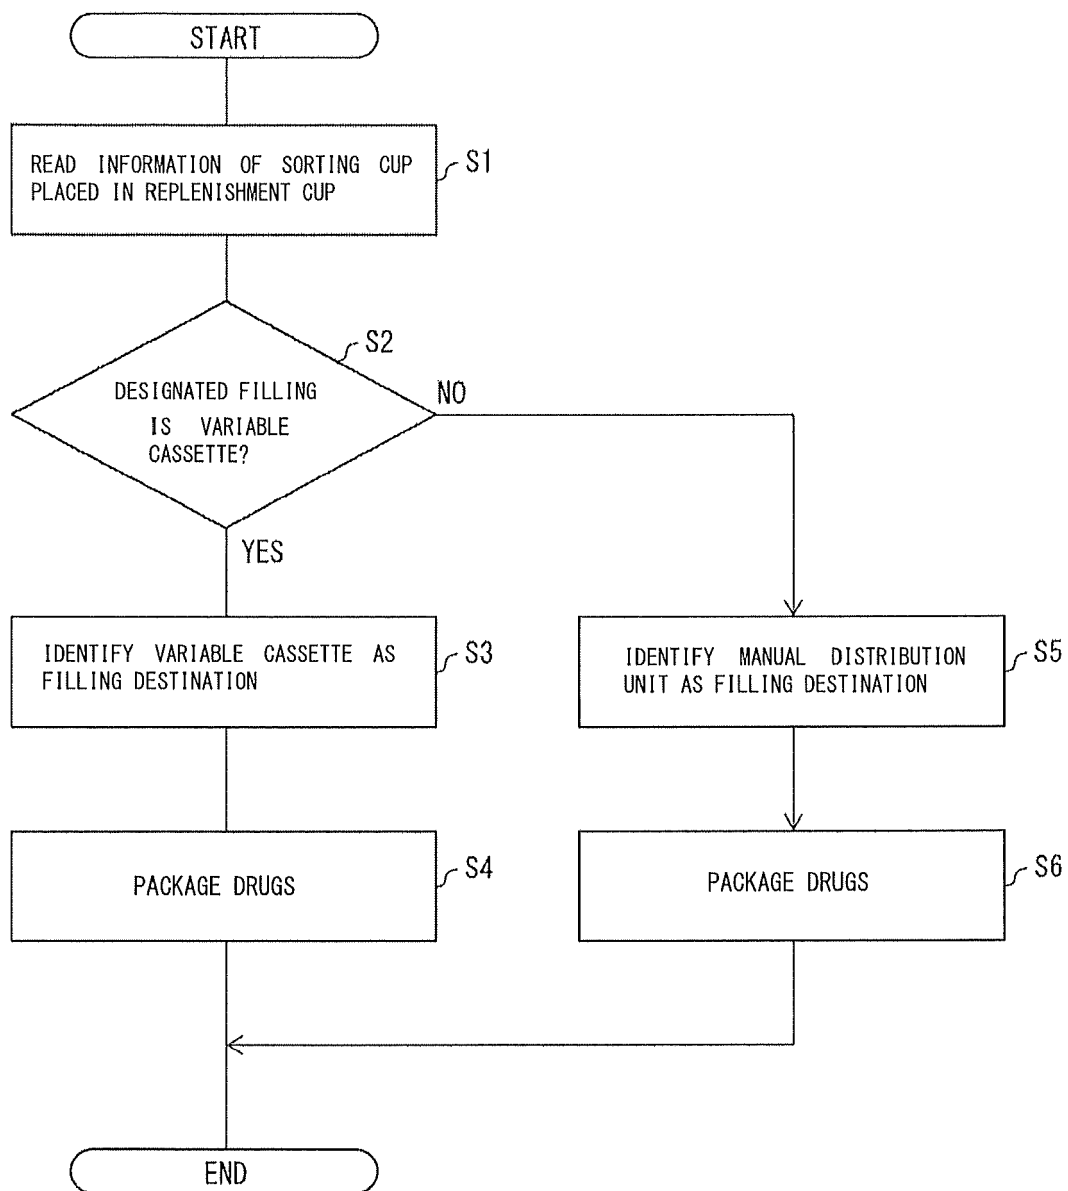 START
READ INFORMATION OF SORTING CUP
PLACED IN REPLENISHMENT CUP
S1
S2
DESIGNATED FILLING
IS VARIABLE
CASSETTE?
NO
YES
IDENTIFY VARIABLE CASSETTE AS
FILLING DESTINATION
S3
IDENTIFY MANUAL DISTRIBUTION
UNIT AS FILLING DESTINATION
S5
PACKAGE DRUGS
S4
PACKAGE DRUGS
S6
END